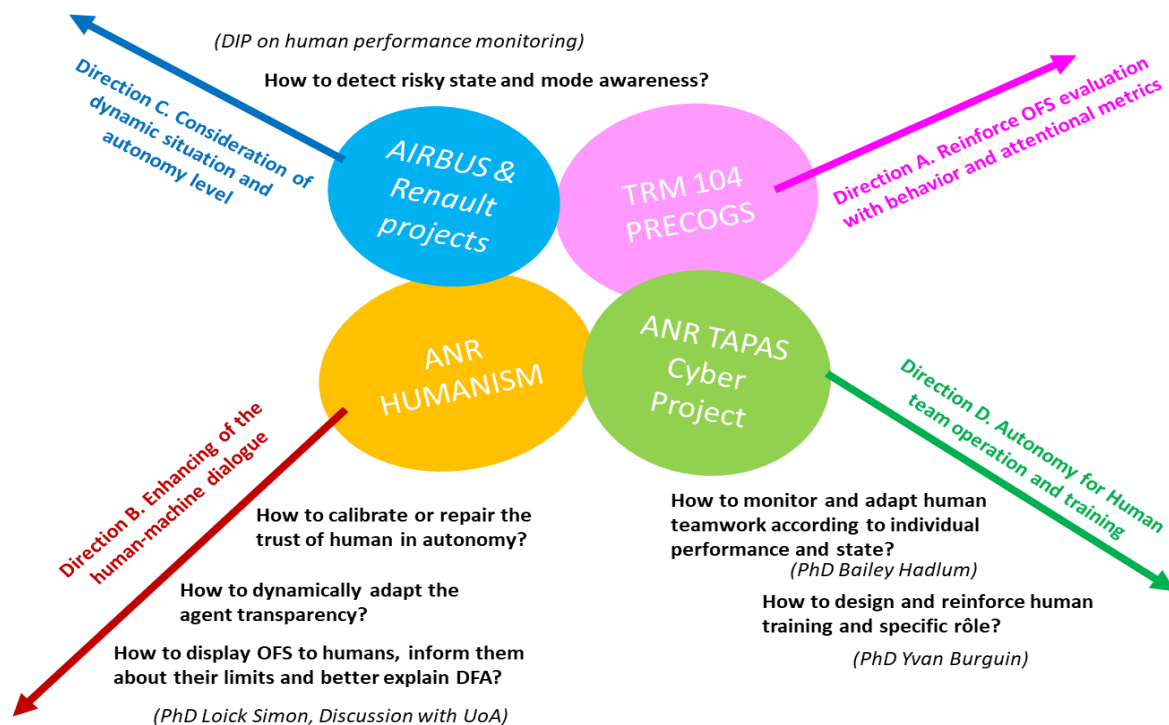 (DIP on human performance monitoring)
How to detect risky state and mode awareness?
Direction C. Consideration of
dynamic situation and
autonomy level
AIRBUS &
Renault
projects
TRM 104
PRECOGS
Direction A. Reinforce OFS evaluation
with behavior and attentional metrics
ANR
HUMANISM
ANR TAPAS
Cyber
Project
Direction B. Enhancing of the
human-machine dialogue
Direction D. Autonomy for Human
team operation and training
How to calibrate or repair the
trust of human in autonomy?
How to dynamically adapt the
agent transparency?
How to display OFS to humans, inform them
about their limits and better explain DFA?
(PhD Loick Simon, Discussion with UoA)
How to monitor and adapt human
teamwork according to individual
performance and state?
(PhD Bailey Hadlum)
How to design and reinforce human
training and specific rôle?
(PhD Yvan Burguin)